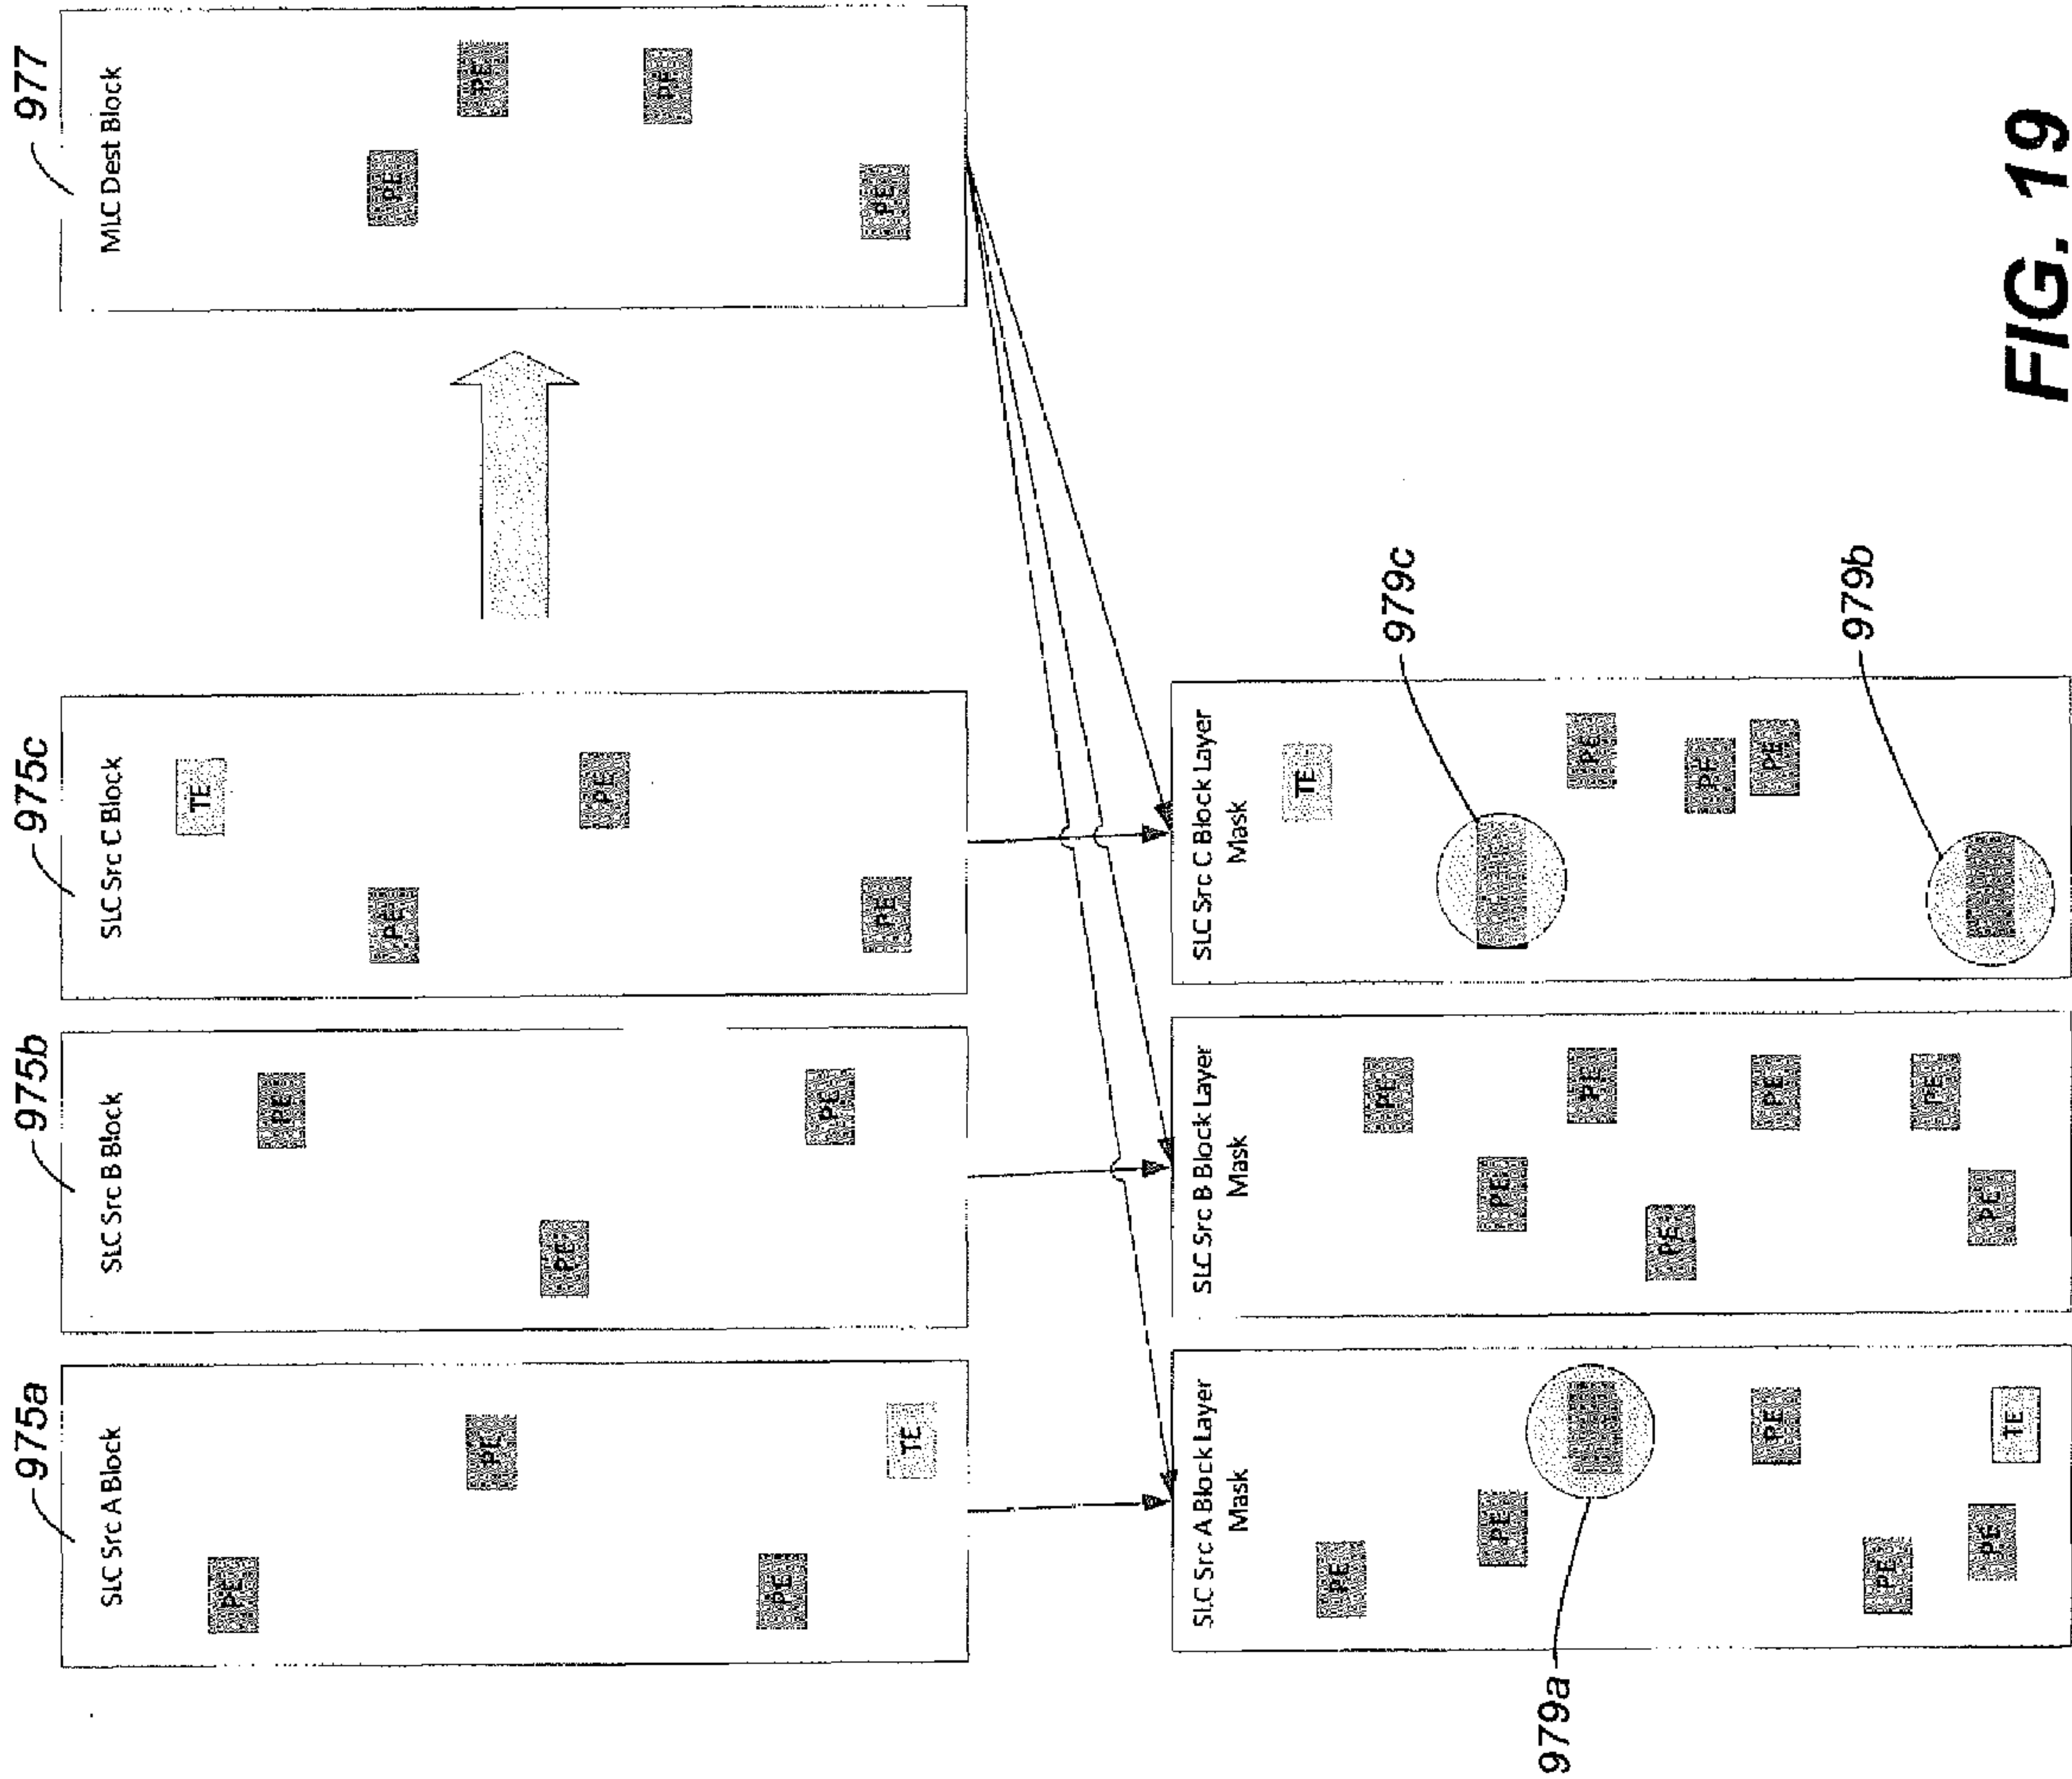 975a
SLC Src A Block
PE
PE
PE
TE
975b
SLC Src B Block
PE
PE
PE
975c
SLC Src C Block
TE
PE
PE
PE
977
MLC Dest Block
PE
PE
PE
PE
SLC Src A Block Layer
Mask
PE
PE
979a
PE
PE
PE
TE
SLC Src B Block Layer
Mask
PE
PE
PE
PE
PE
PE
PE
SLC Src C Block Layer
Mask
TE
979c
PE
PE
PE
979b
FIG. 19